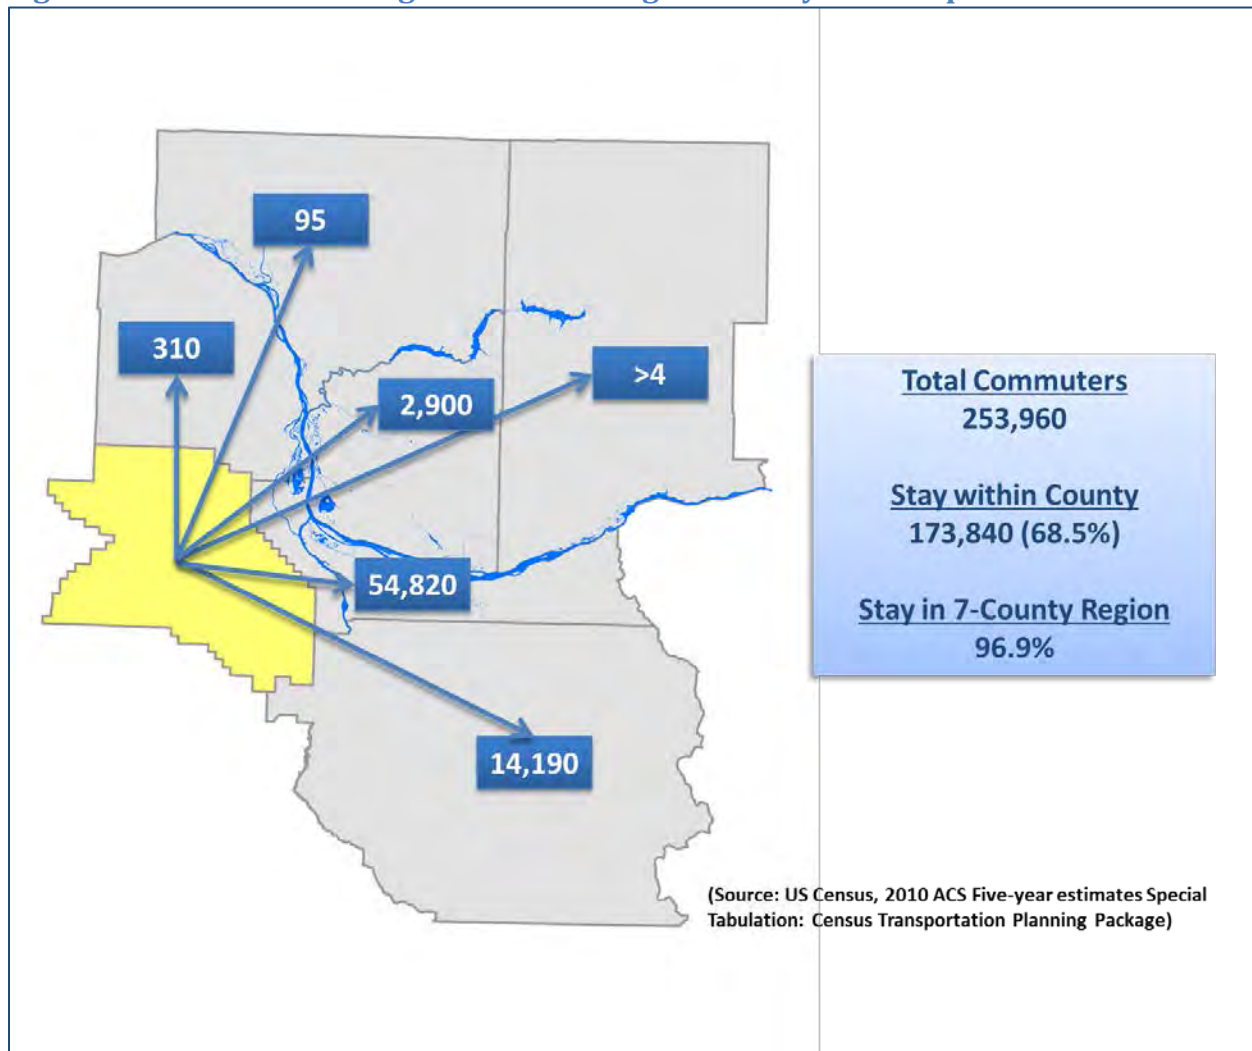 95
310
>4
2,900
54,820
14,190
Total Commuters
253,960
Stay within County
173,840 (68.5%)
Stay in 7-County Region
96.9%
(Source: US Census, 2010 ACS Five-year estimates Special
Tabulation: Census Transportation Planning Package)